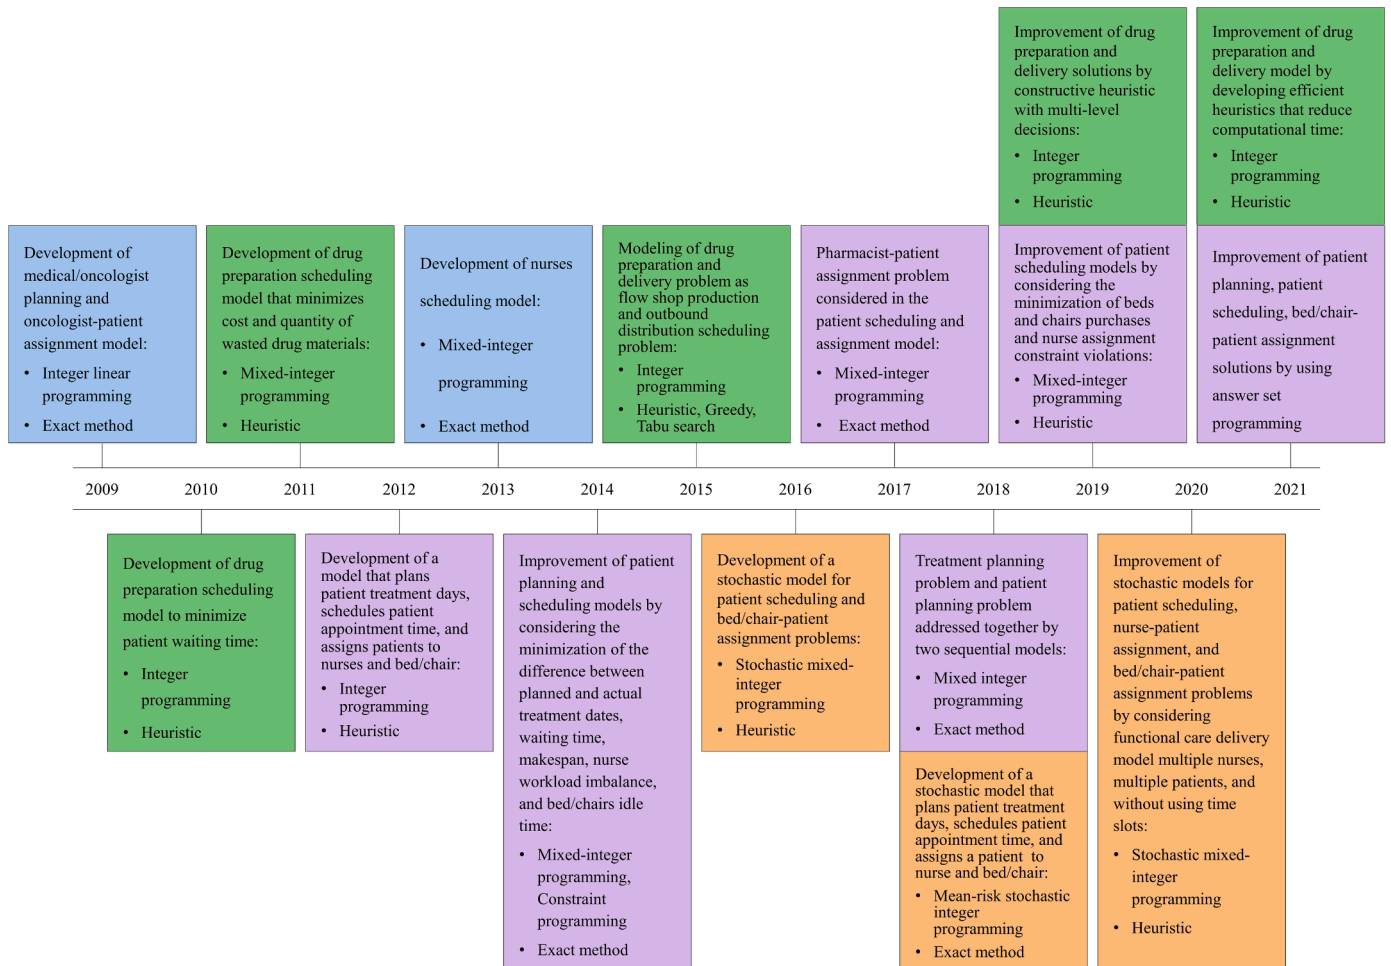 Improvement of drug
preparation and
delivery solutions by
constructive heuristic
with multi-level
decisions:
• Integer
programming
• Heuristic
Improvement of drug
preparation and
delivery model by
developing efficient
heuristics that reduce
computational time:
• Integer
programming
• Heuristic
Development of
medical/oncologist
planning and
oncologist-patient
assignment model:
• Integer linear
programming
• Exact method
Development of drug
preparation scheduling
model that minimizes
cost and quantity of
wasted drug materials:
• Mixed-integer
programming
• Heuristic
Development of nurses
scheduling model:
• Mixed-integer
programming
• Exact method
Modeling of drug
preparation and
delivery problem as
flow shop production
and outbound
distribution scheduling
problem:
• Integer
programming
• Heuristic, Greedy,
Tabu search
Pharmacist-patient
assignment problem
considered in the
patient scheduling and
assignment model:
• Mixed-integer
programming
• Exact method
Improvement of patient
scheduling models by
considering the
minimization of beds
and chairs purchases
and nurse assignment
constraint violations:
• Mixed-integer
programming
• Heuristic
Improvement of patient
planning, patient
scheduling, bed/chair-
patient assignment
solutions by using
answer set
programming
2009 2010 2011 2012 2013 2014 2015 2016 2017 2018 2019 2020 2021
Development of drug
preparation scheduling
model to minimize
patient waiting time:
• Integer
programming
• Heuristic
Development of a
model that plans
patient treatment days,
schedules patient
appointment time, and
assigns patients to
nurses and bed/chair:
• Integer
programming
• Heuristic
Improvement of patient
planning and
scheduling models by
considering the
minimization of the
difference between
planned and actual
treatment dates,
waiting time,
makespan, nurse
workload imbalance,
and bed/chairs idle
time:
• Mixed-integer
programming,
Constraint
programming
• Exact method
Development of a
stochastic model for
patient scheduling and
bed/chair-patient
assignment problems:
• Stochastic mixed-
integer
programming
• Heuristic
Treatment planning
problem and patient
planning problem
addressed together by
two sequential models:
• Mixed integer
programming
• Exact method
Development of a
stochastic model that
plans patient treatment
days, schedules patient
appointment time, and
assigns a patient to
nurse and bed/chair:
• Mean-risk stochastic
integer
programming
• Exact method
Improvement of
stochastic models for
patient scheduling,
nurse-patient
assignment, and
bed/chair-patient
assignment problems
by considering
functional care delivery
model multiple nurses,
multiple patients, and
without using time
slots:
• Stochastic mixed-
integer
programming
• Heuristic